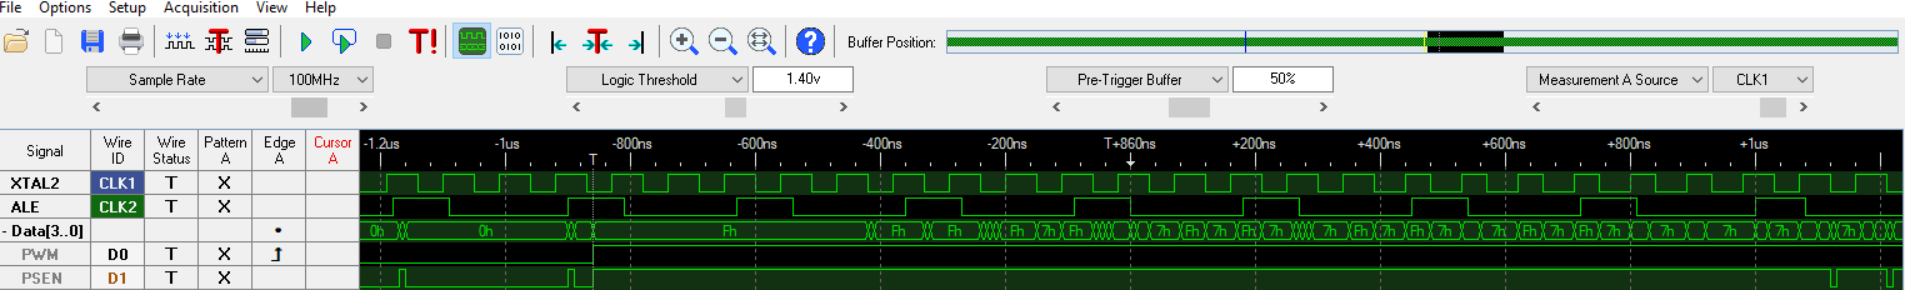 File Options Setup Acquisition View Help
T! 1010 0101 T ? Buffer Position:
Sample Rate 100MHz Logic Threshold 1.40v Pre-Trigger Buffer 50% Measurement A Source CLK1
Signal Wire ID Wire Status Pattern A Edge A Cursor A -1.2us -1us -800ns -600ns -400ns -200ns T+860ns +200ns +400ns +600ns +800ns +1us
T
XTAL2 CLK1 T X
ALE CLK2 T X
- Data[3..0] 0h 0h Fh Fh Fh Fh 7h Fh 7h Fh 7h Fh 7h 7h Fh 7h Fh 7h 7h Fh 7h Fh 7h 7h 7h 7h 7h
PWM D0 T X
PSEN D1 T X